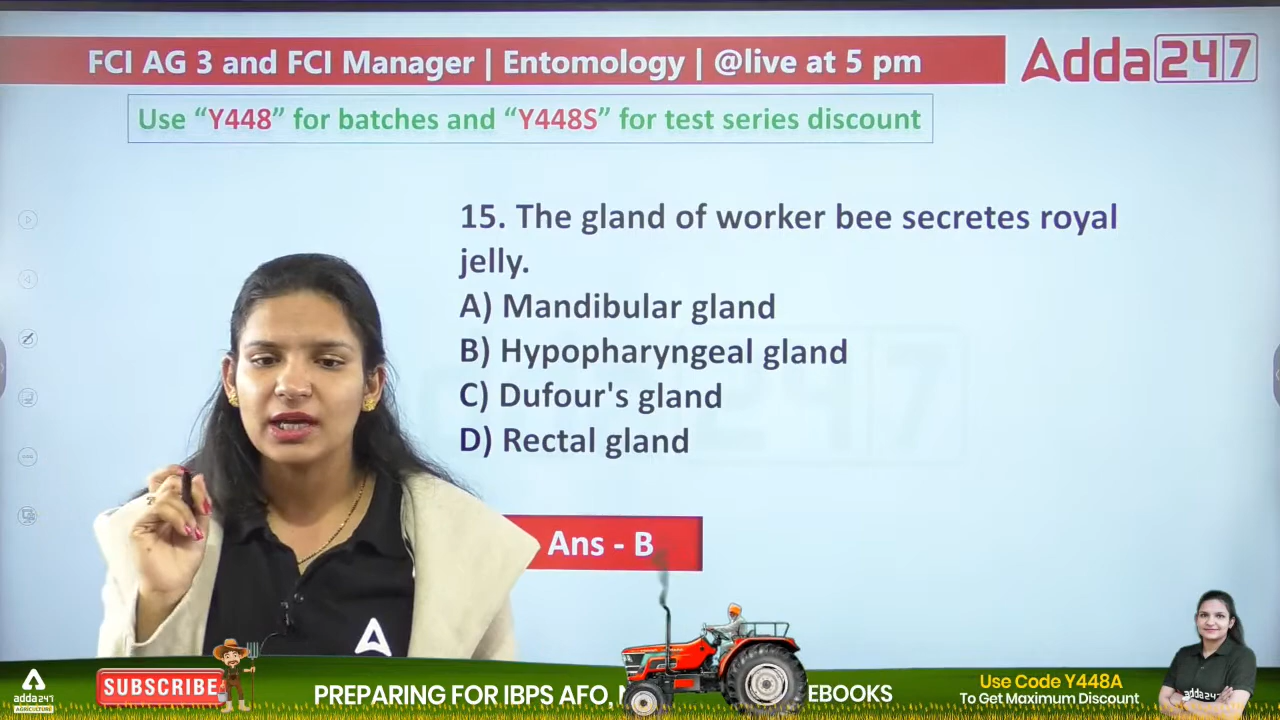 FCI AG 3 and FCI Manager | Entomology | @live at 5 pm
Adda247
Use “Y448” for batches and “Y448S” for test series discount
15. The gland of worker bee secretes royal
jelly.
A) Mandibular gland
B) Hypopharyngeal gland
C) Dufour's gland
D) Rectal gland
Ans - B
adda247
AGRICULTURE
SUBSCRIBE
PREPARING FOR IBPS AFO,
EBOOKS
Use Code Y448A
To Get Maximum Discount
adda247